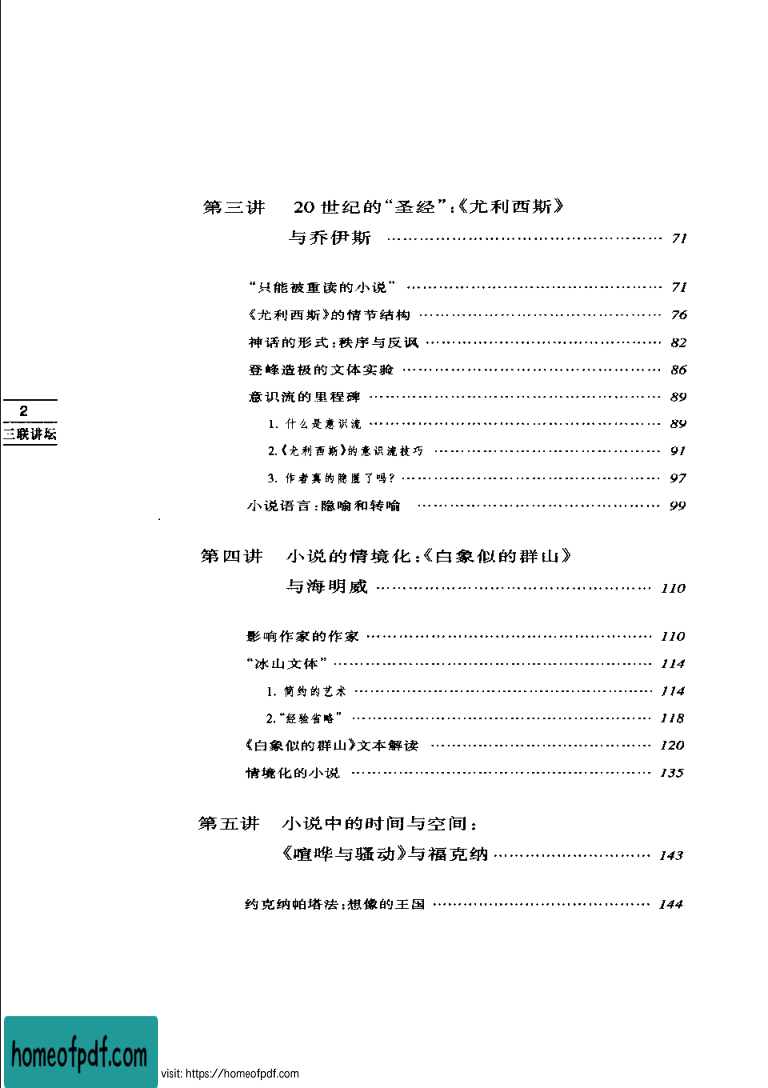 第三讲 20世纪的“圣经”:《尤利西斯》
与乔伊斯 …………………………………………… 71
“只能被重读的小说” ………………………………………… 71
《尤利西斯》的情节结构 ……………………………………… 76
神话的形式:秩序与反讽 ……………………………………… 82
登峰造极的文体实验 ………………………………………… 86
意识流的里程碑 ……………………………………………… 89
1. 什么是意识流 ……………………………………………… 89
2.《尤利西斯》的意识流技巧 …………………………………… 91
3. 作者真的隐匿了吗? ………………………………………… 97
小说语言:隐喻和转喻 ……………………………………… 99
2
三联讲坛
第四讲 小说的情境化:《白象似的群山》
与海明威 …………………………………………… 110
影响作家的作家 ……………………………………………… 110
“冰山文体” …………………………………………………… 114
1. 简约的艺术 ………………………………………………… 114
2.“经验省略” ………………………………………………… 118
《白象似的群山》文本解读 …………………………………… 120
情境化的小说 ………………………………………………… 135
第五讲 小说中的时间与空间:
《喧哗与骚动》与福克纳 ………………………… 143
约克纳帕塔法:想像的王国 …………………………………… 144
homeofpdf.com
visit: https://homeofpdf.com